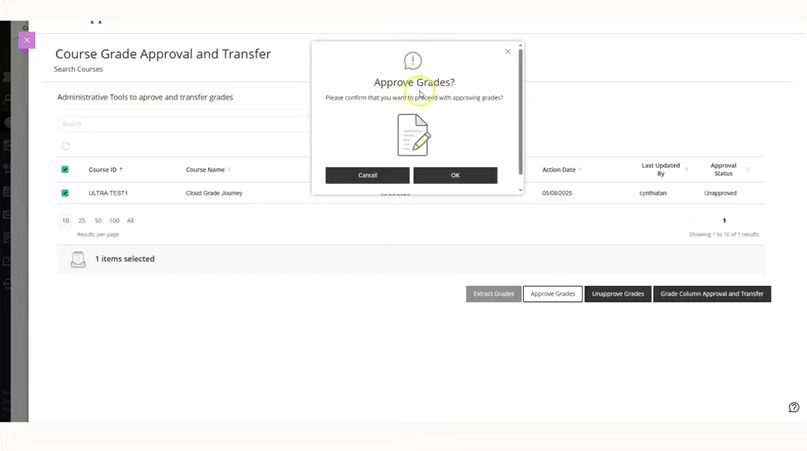 Course Grade Approval and Transfer
Search Courses
Administrative Tools to aprove and transfer grades
Search
Approve Grades?
Please confirm that you want to proceed with approving grades?
Cancel
OK
Course ID
Course Name
Action Date
Last Updated
By
Approval
Status
ULTRA TEST1
Cloud Grade Journey
05/08/2025
cynthiatan
Unapproved
10 25 50 100 All
1
Results per page
Showing 1 to 10 of 1 results
1 items selected
Extract Grades
Approve Grades
Unapprove Grades
Grade Column Approval and Transfer